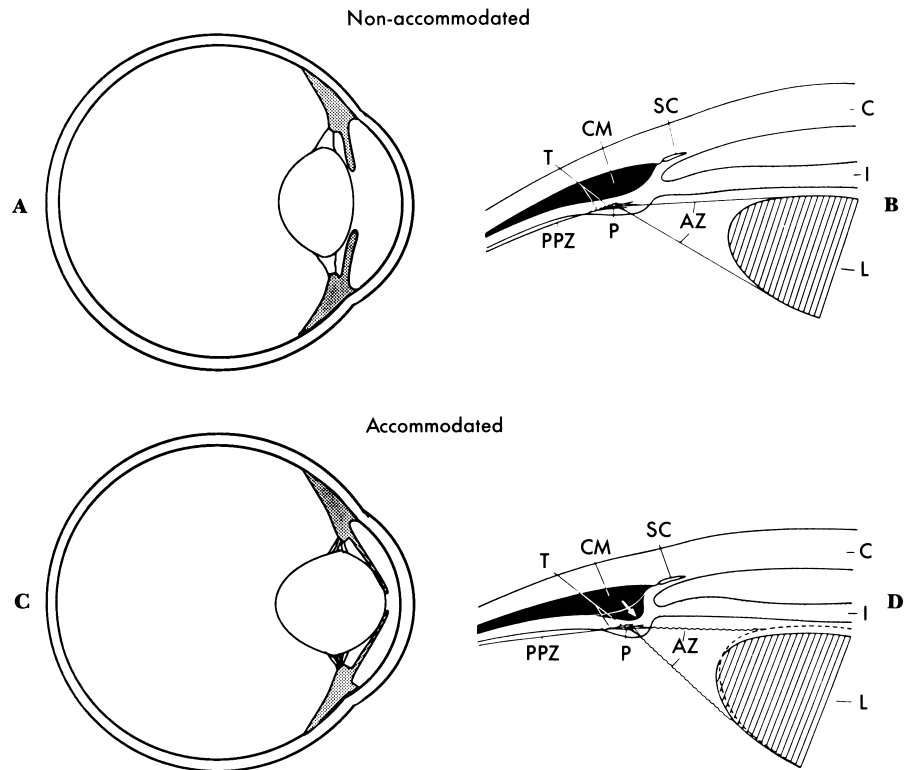 Non-accommodated
A
SC
CM
C
T
I
B
AZ
P
PPZ
L
Accommodated
C
SC
CM
C
T
D
I
AZ
PPZ
P
L